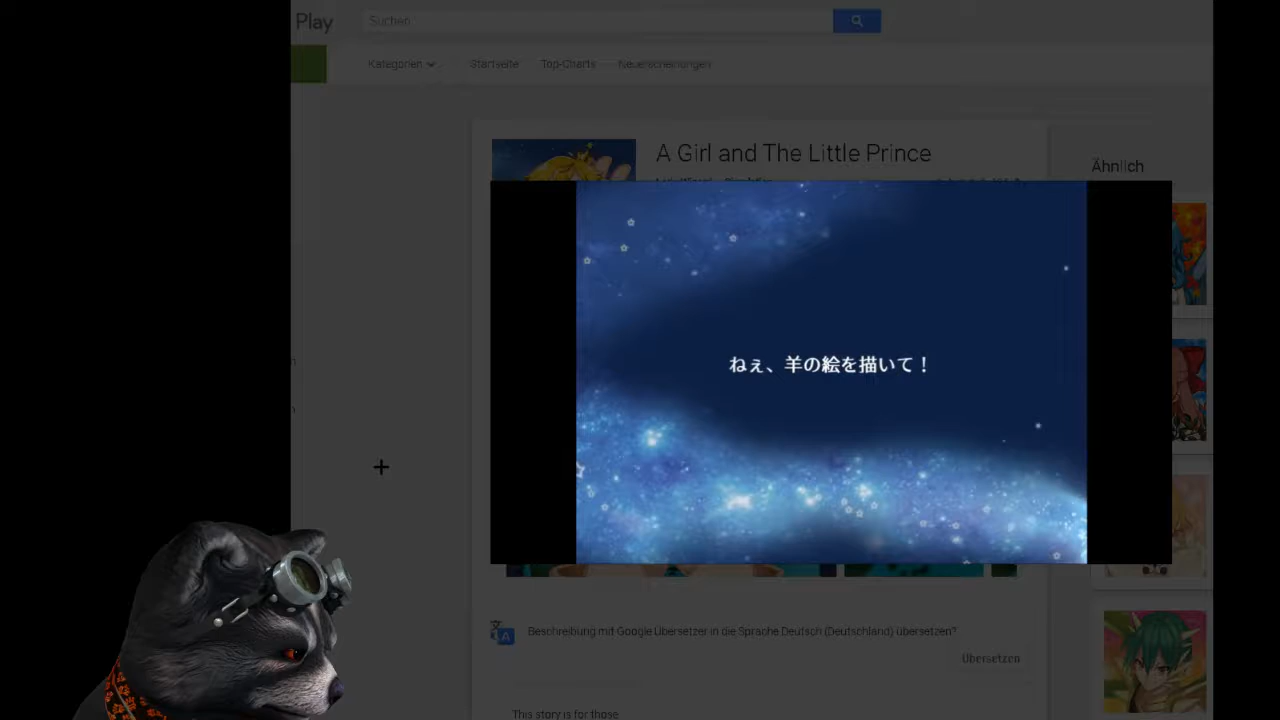 Play
Suchen
Kategorien
Startseite
Top-Charts
Neuerscheinungen
A Girl and The Little Prince
Ähnlich
ねぇ、羊の絵を描いて！
Beschreibung mit Google Übersetzer in die Sprache Deutsch (Deutschland) übersetzen?
Übersetzen
This story is for those